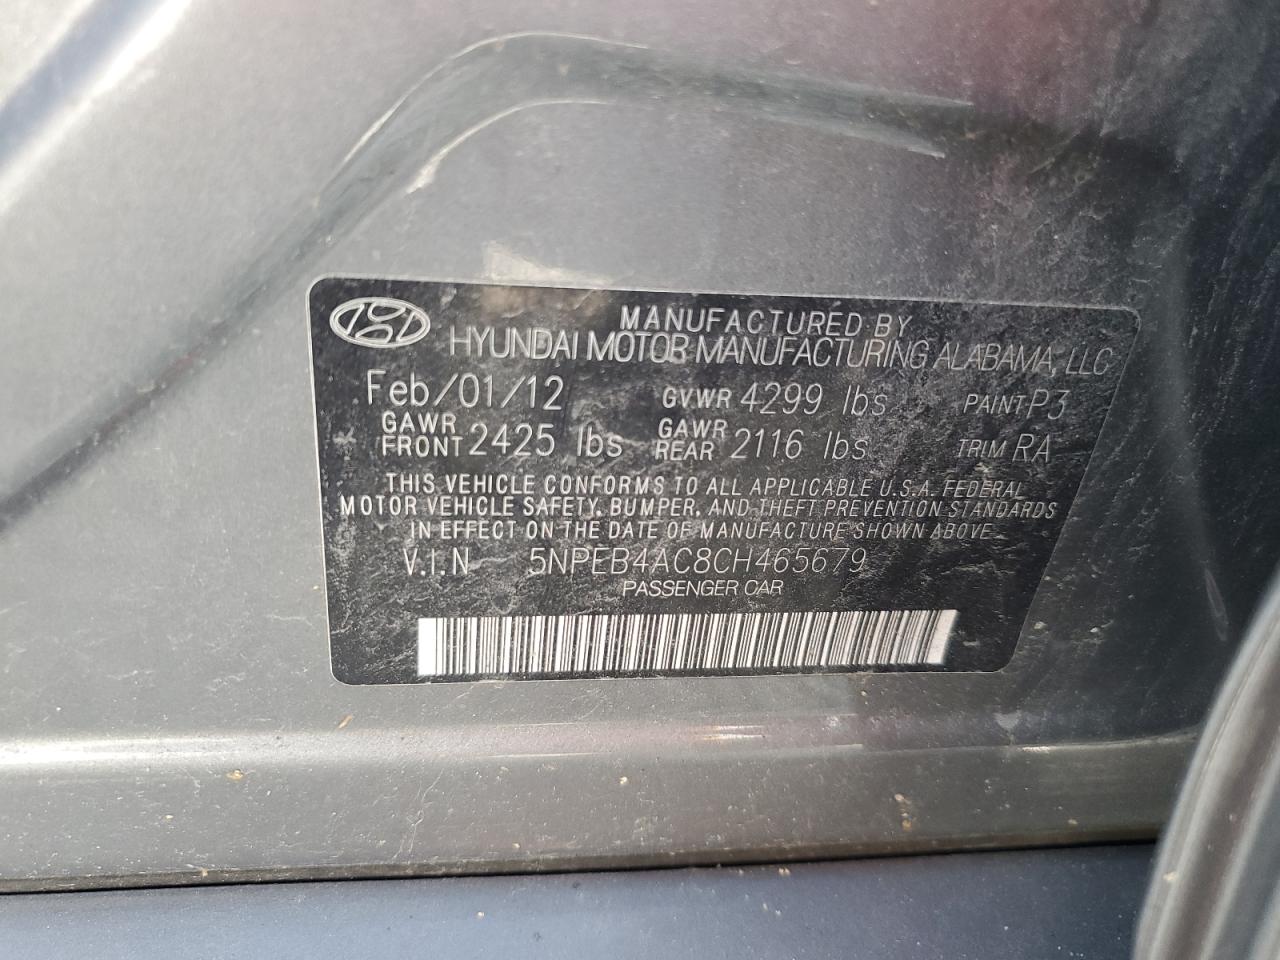 MANUFACTURED BY
HYUNDAI MOTOR MANUFACTURING ALABAMA, LLC
Feb/01/12 GVWR 4299 lbs PAINT P3
GAWR FRONT 2425 lbs GAWR REAR 2116 lbs TRIM RA
THIS VEHICLE CONFORMS TO ALL APPLICABLE U.S.A. FEDERAL
MOTOR VEHICLE SAFETY, BUMPER, AND THEFT PREVENTION STANDARDS
IN EFFECT ON THE DATE OF MANUFACTURE SHOWN ABOVE.
V.I.N 5NPEB4AC8CH465679
PASSENGER CAR